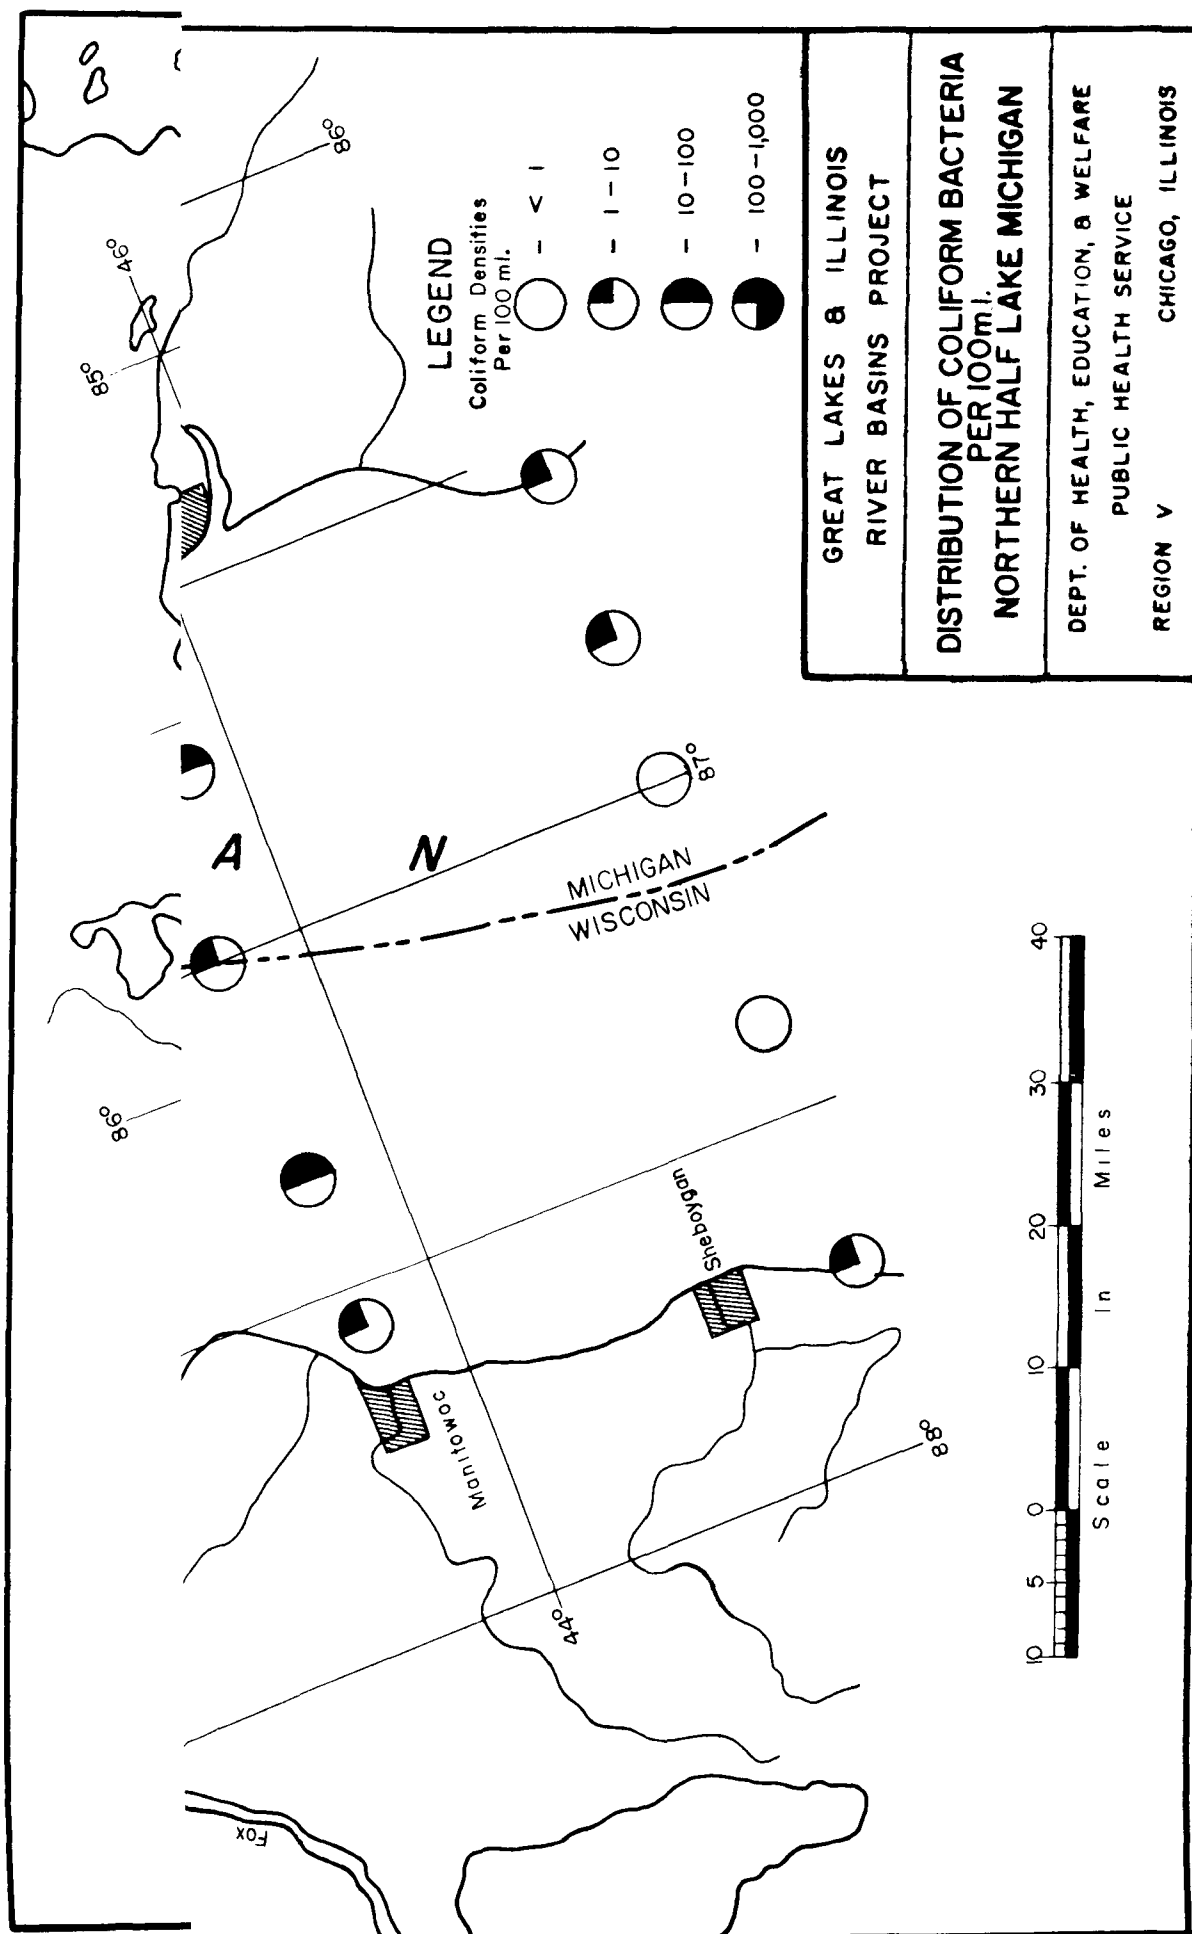 86°
46°
85°
LEGEND
Coliform Densities
Per 100 ml.
- < 1
- 1-10
- 10-100
- 100-1,000
86°
A
N
87°
MICHIGAN
WISCONSIN
Manitowoc
Sheboygan
44°
88°
Fox
10 5 0 10 20 30 40
Scale In Miles
GREAT LAKES & ILLINOIS
RIVER BASINS PROJECT
DISTRIBUTION OF COLIFORM BACTERIA
PER 100ml.
NORTHERN HALF LAKE MICHIGAN
DEPT. OF HEALTH, EDUCATION, & WELFARE
PUBLIC HEALTH SERVICE
REGION V CHICAGO, ILLINOIS